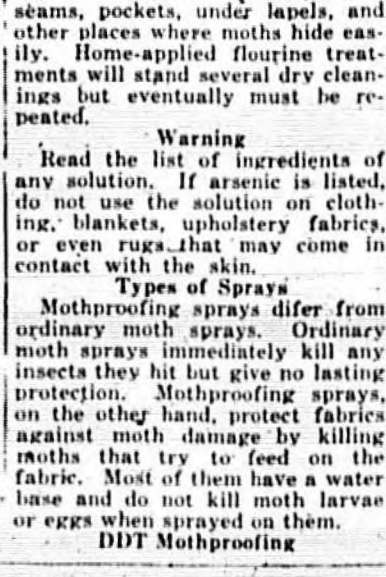 seams, pockets, under lapels, and
other places where moths hide eas-
ily. Home-applied flourine treat-
ments will stand several dry clean-
ings but eventually must be re-
peated.
Warning
Read the list of ingredients of
any solution. If arsenic is listed,
do not use the solution on cloth-
ing, blankets, upholstery fabrics,
or even rugs that may come in
contact with the skin.
Types of Sprays
Mothproofing sprays difer from
ordinary moth sprays. Ordinary
moth sprays immediately kill any
insects they hit but give no lasting
protection. Mothproofing sprays,
on the other hand, protect fabrics
against moth damage by killing
moths that try to feed on the
fabric. Most of them have a water
base and do not kill moth larvae
or eggs when sprayed on them.
DDT Mothproofing